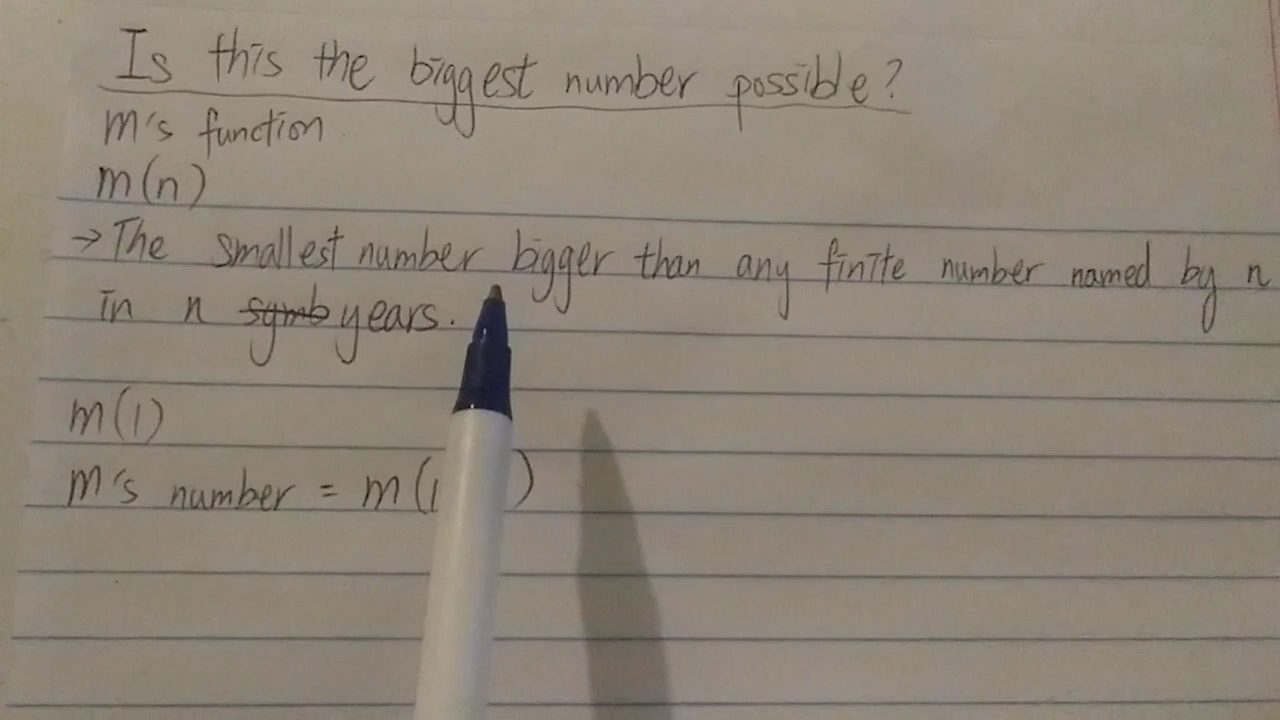 Is this the biggest number possible?
m's function
m(n)
→ The smallest number bigger than any finite number named by n
in n symb years.
m(1)
m's number = m(1 )